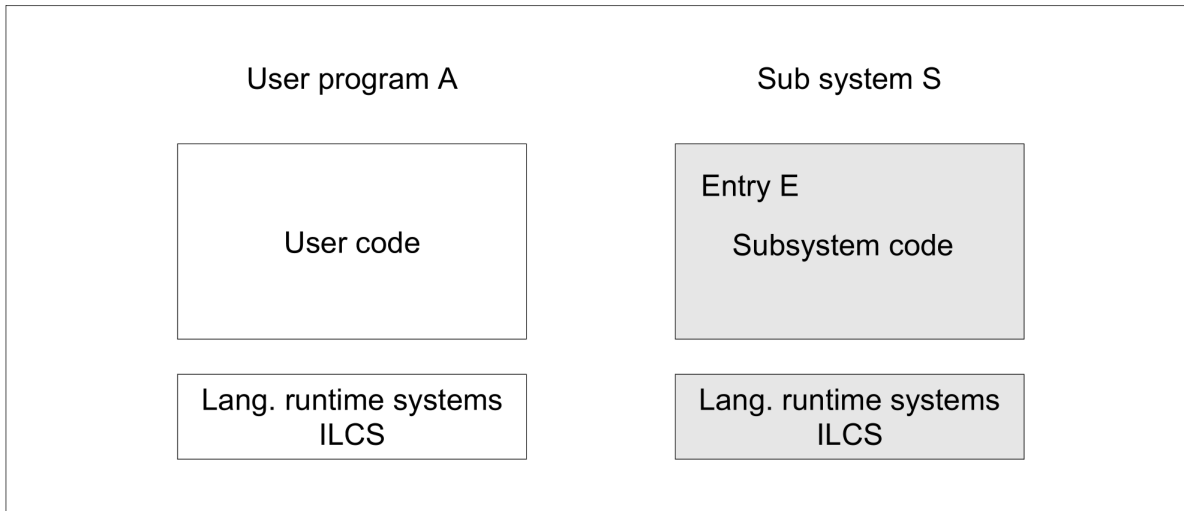 User program A
Sub system S
User code
Entry E
Subsystem code
Lang. runtime systems
ILCS
Lang. runtime systems
ILCS